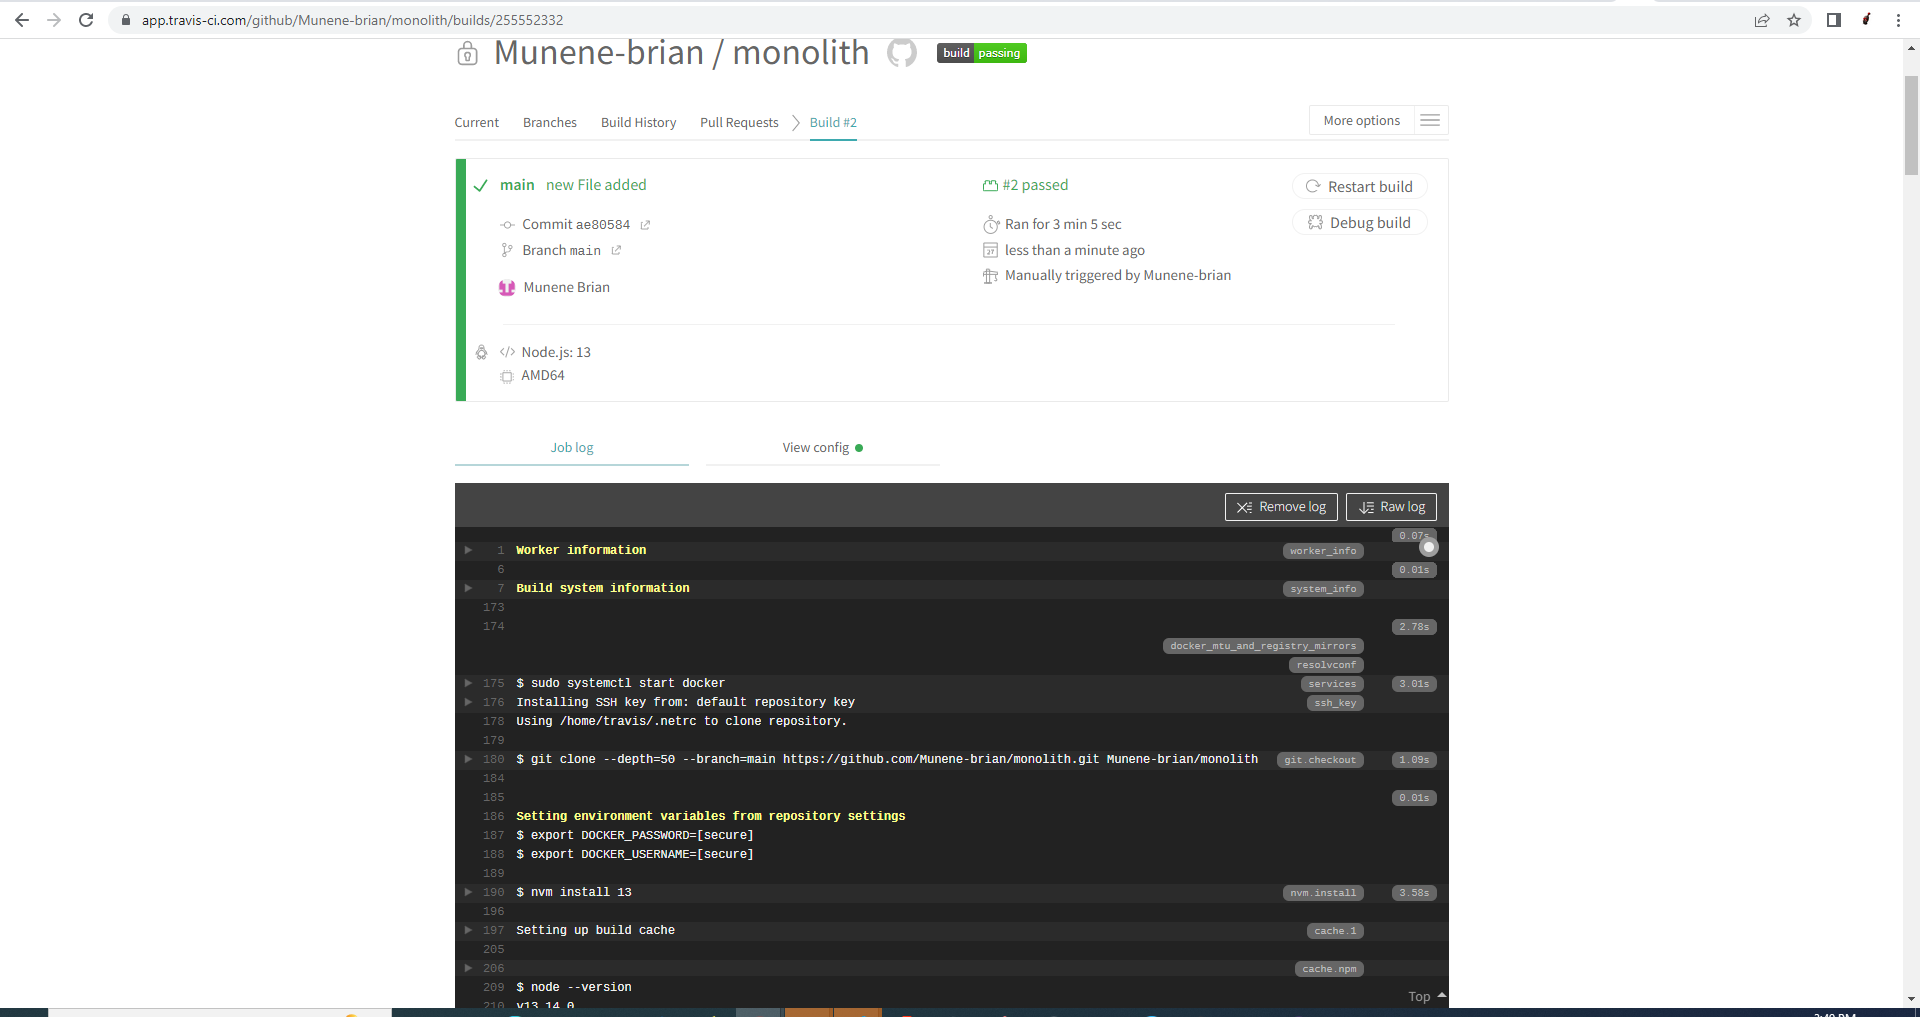 app.travis-ci.com/github/Munene-brian/monolith/builds/255552332
Munene-brian / monolith
build passing
Current Branches Build History Pull Requests Build #2
More options
main new File added
#2 passed
Restart build
Commit ae80584
Ran for 3 min 5 sec
Debug build
Branch main
less than a minute ago
Manually triggered by Munene-brian
Munene Brian
Node.js: 13
AMD64
Job log
View config
Remove log
Raw log
0.07s
1 Worker information worker_info
6 0.01s
7 Build system information system_info
173
174 2.78s
docker_mtu_and_registry_mirrors
resolvconf
175 $ sudo systemctl start docker services 3.01s
176 Installing SSH key from: default repository key ssh_key
178 Using /home/travis/.netrc to clone repository.
179
180 $ git clone --depth=50 --branch=main https://github.com/Munene-brian/monolith.git Munene-brian/monolith git.checkout 1.09s
184
185 0.01s
186 Setting environment variables from repository settings
187 $ export DOCKER_PASSWORD=[secure]
188 $ export DOCKER_USERNAME=[secure]
189
190 $ nvm install 13 nvm.install 3.58s
196
197 Setting up build cache cache.1
205
206 cache.npm
209 $ node --version
210 v13.14.0
Top